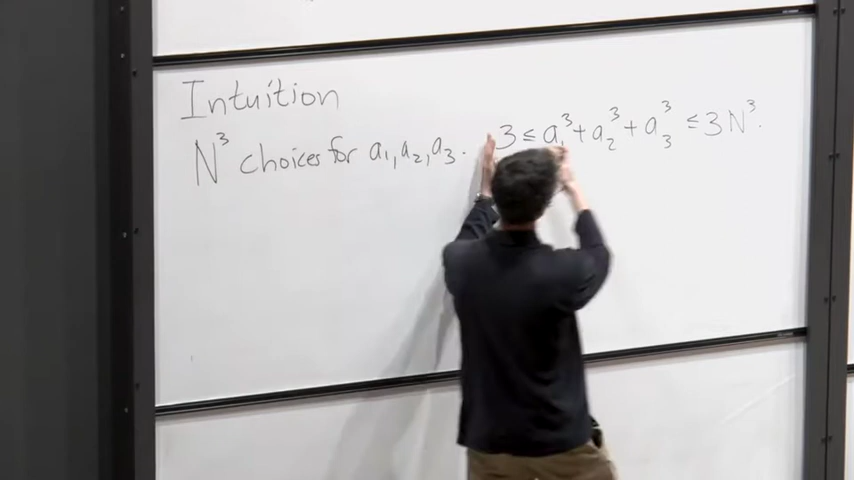 Intuition
N³ choices for a₁, a₂, a₃. 3 ≤ a₁³ + a₂³ + a₃³ ≤ 3N³.